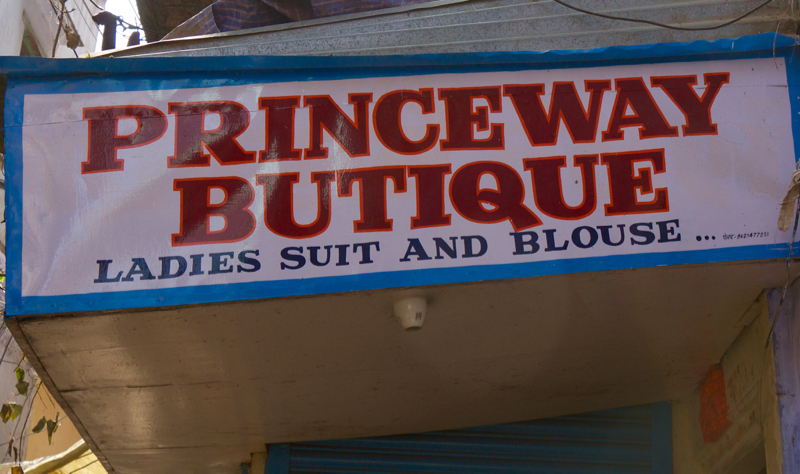 PRINCEWAY
BUTIQUE
LADIES SUIT AND BLOUSE ...